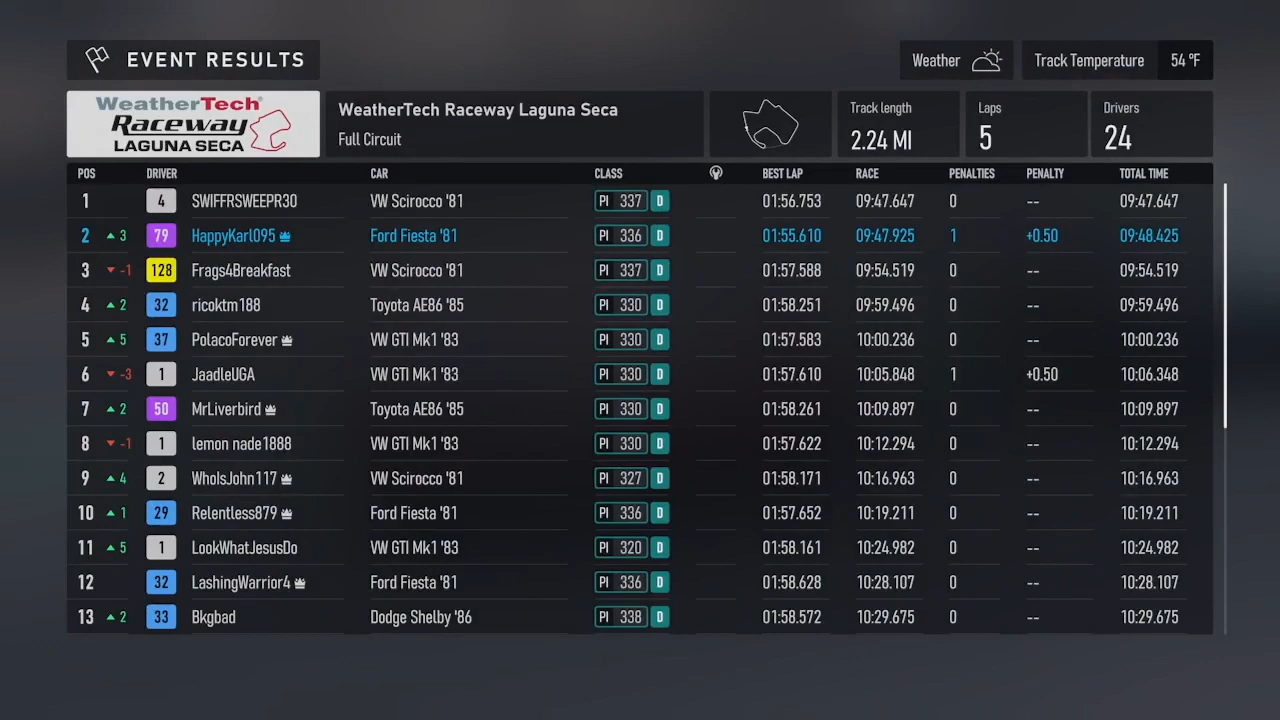 EVENT RESULTS
Weather
Track Temperature 54 °F
WeatherTech®
Raceway
LAGUNA SECA
WeatherTech Raceway Laguna Seca
Full Circuit
Track length
2.24 MI
Laps
5
Drivers
24
POS DRIVER CAR CLASS BEST LAP RACE PENALTIES PENALTY TOTAL TIME
1 4 SWIFFRSWEEPR30 VW Scirocco '81 PI 337 D 01:56.753 09:47.647 0 -- 09:47.647
2 3 79 HappyKarl095 Ford Fiesta '81 PI 336 D 01:55.610 09:47.925 1 +0.50 09:48.425
3 -1 128 Frags4Breakfast VW Scirocco '81 PI 337 D 01:57.588 09:54.519 0 -- 09:54.519
4 2 32 ricoktm188 Toyota AE86 '85 PI 330 D 01:58.251 09:59.496 0 -- 09:59.496
5 5 37 PolacoForever VW GTI Mk1 '83 PI 330 D 01:57.583 10:00.236 0 -- 10:00.236
6 -3 1 JaadleUGA VW GTI Mk1 '83 PI 330 D 01:57.610 10:05.848 1 +0.50 10:06.348
7 2 50 MrLiverbird Toyota AE86 '85 PI 330 D 01:58.261 10:09.897 0 -- 10:09.897
8 -1 1 lemon nade1888 VW GTI Mk1 '83 PI 330 D 01:57.622 10:12.294 0 -- 10:12.294
9 4 2 WhoIsJohn117 VW Scirocco '81 PI 327 D 01:58.171 10:16.963 0 -- 10:16.963
10 1 29 Relentless879 Ford Fiesta '81 PI 336 D 01:57.652 10:19.211 0 -- 10:19.211
11 5 1 LookWhatJesusDo VW GTI Mk1 '83 PI 320 D 01:58.161 10:24.982 0 -- 10:24.982
12 32 LashingWarrior4 Ford Fiesta '81 PI 336 D 01:58.628 10:28.107 0 -- 10:28.107
13 2 33 Bkgbad Dodge Shelby '86 PI 338 D 01:58.572 10:29.675 0 -- 10:29.675